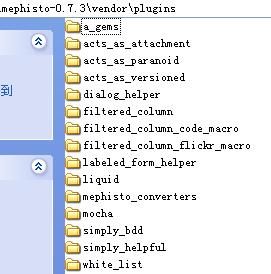 mephisto-0.7.3\vendor\plugins
a_gems
acts_as_attachment
acts_as_paranoid
acts_as_versioned
到
dialog_helper
filtered_column
filtered_column_code_macro
filtered_column_flickr_macro
labeled_form_helper
liquid
mephisto_converters
mocha
simply_bdd
simply_helpful
white_list